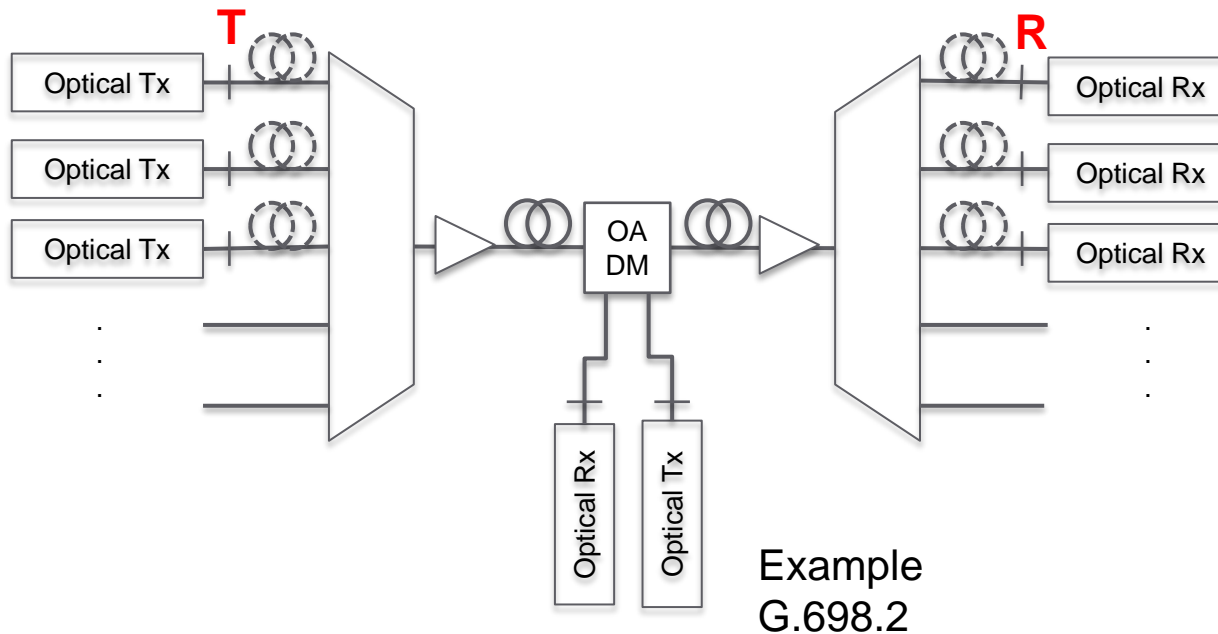 T
R
Optical Tx
Optical Rx
Optical Tx
Optical Rx
Optical Tx
Optical Rx
OA
DM
.
.
.
.
.
.
Optical Rx
Optical Tx
Example
G.698.2